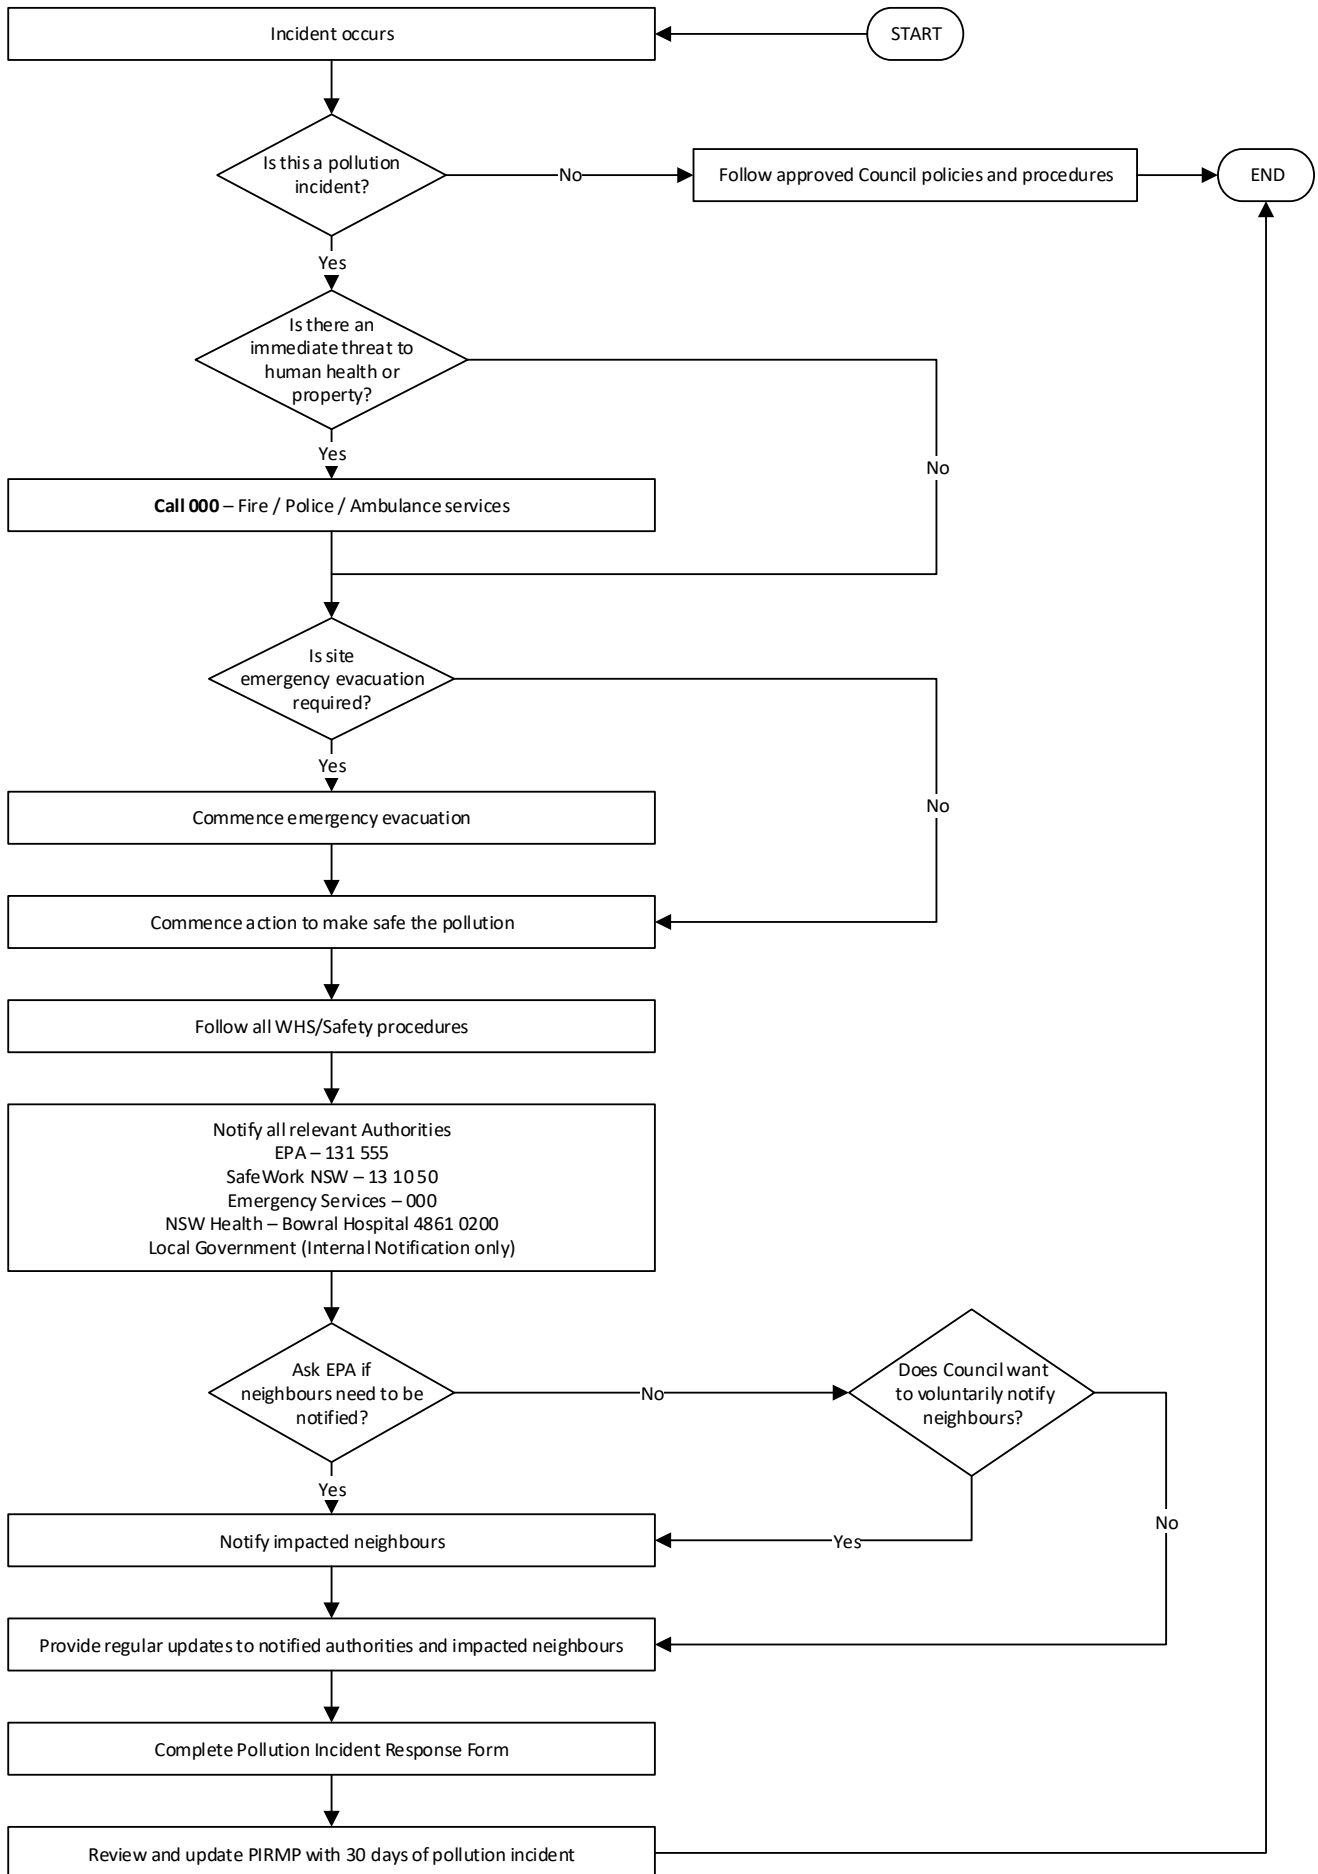 Incident occurs
START
Is this a pollution
incident?
No
Follow approved Council policies and procedures
END
Yes
Is there an
immediate threat to
human health or
property?
No
Yes
Call 000 – Fire / Police / Ambulance services
Is site
emergency evacuation
required?
No
Yes
Commence emergency evacuation
Commence action to make safe the pollution
Follow all WHS/Safety procedures
Notify all relevant Authorities
EPA – 131 555
SafeWork NSW – 13 10 50
Emergency Services – 000
NSW Health – Bowral Hospital 4861 0200
Local Government (Internal Notification only)
Ask EPA if
neighbours need to be
notified?
No
Does Council want
to voluntarily notify
neighbours?
Yes
No
Notify impacted neighbours
Yes
Provide regular updates to notified authorities and impacted neighbours
Complete Pollution Incident Response Form
Review and update PIRMP with 30 days of pollution incident